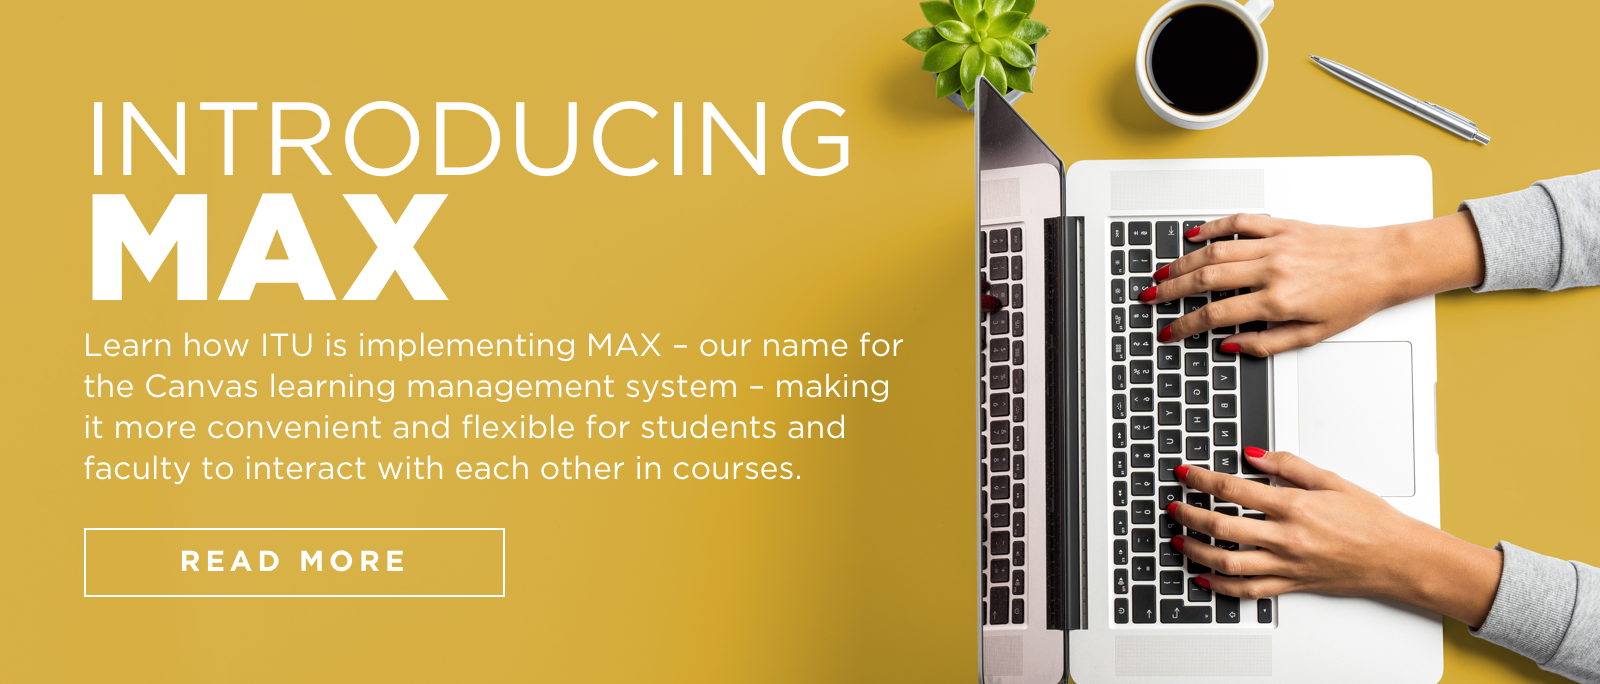 INTRODUCING
MAX
Learn how ITU is implementing MAX – our name for
the Canvas learning management system – making
it more convenient and flexible for students and
faculty to interact with each other in courses.
READ MORE